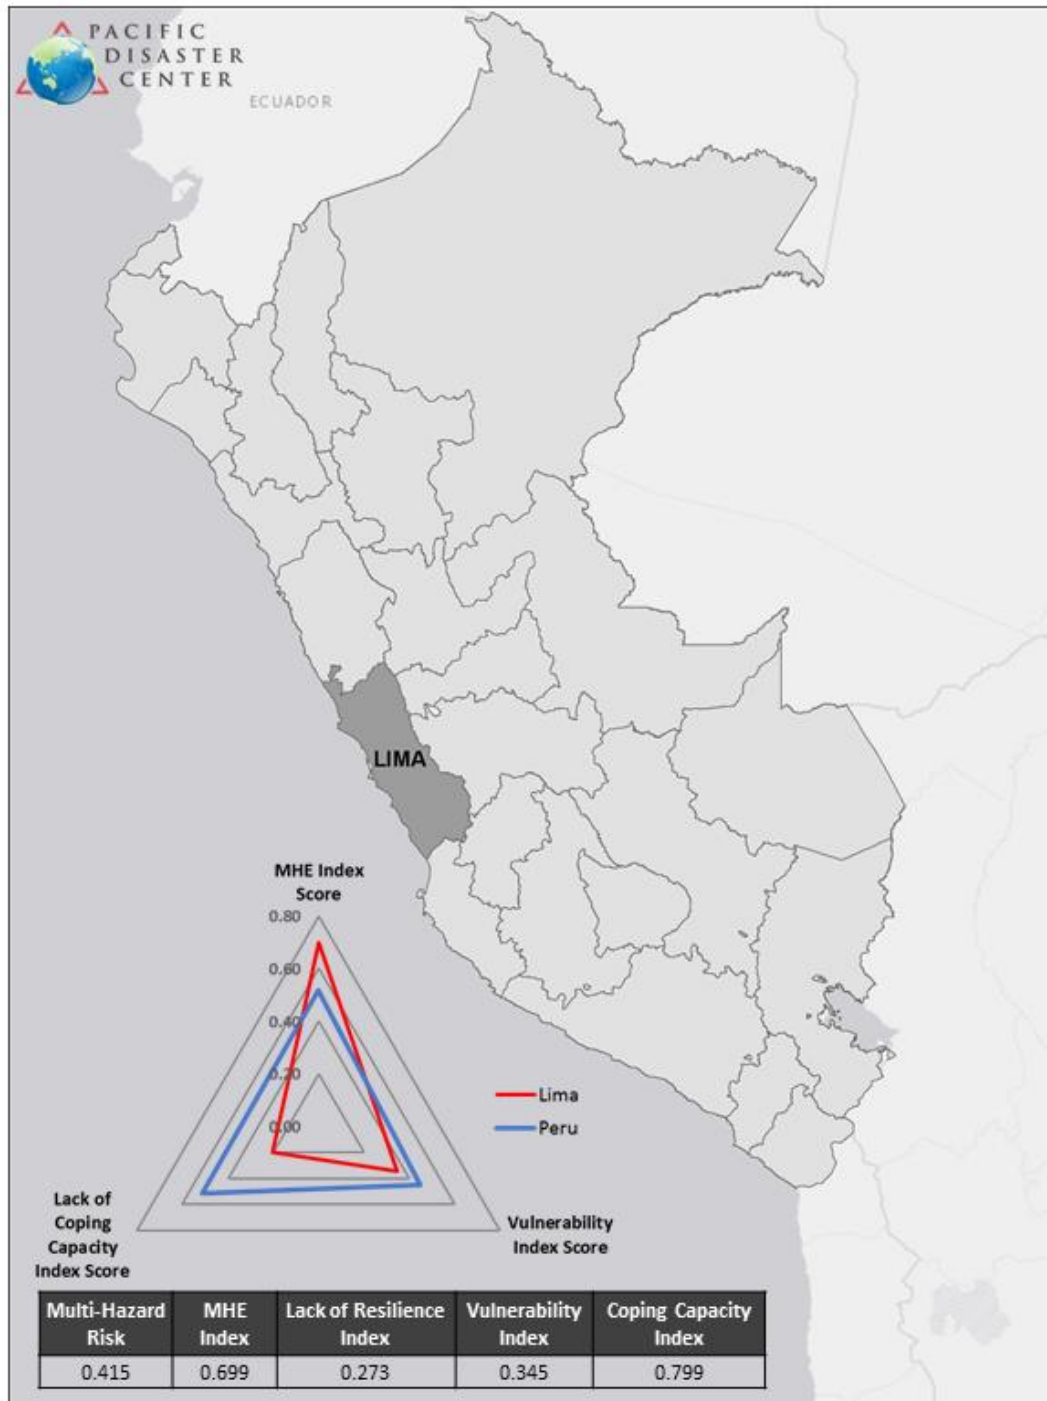 PACIFIC
DISASTER
CENTER
ECUADOR
LIMA
MHE Index
Score
0.80
0.60
0.40
0.20
0.00
Lima
Peru
Lack of
Coping
Capacity
Index Score
Vulnerability
Index Score
Multi-Hazard Risk
MHE Index
Lack of Resilience Index
Vulnerability Index
Coping Capacity Index
0.415
0.699
0.273
0.345
0.799